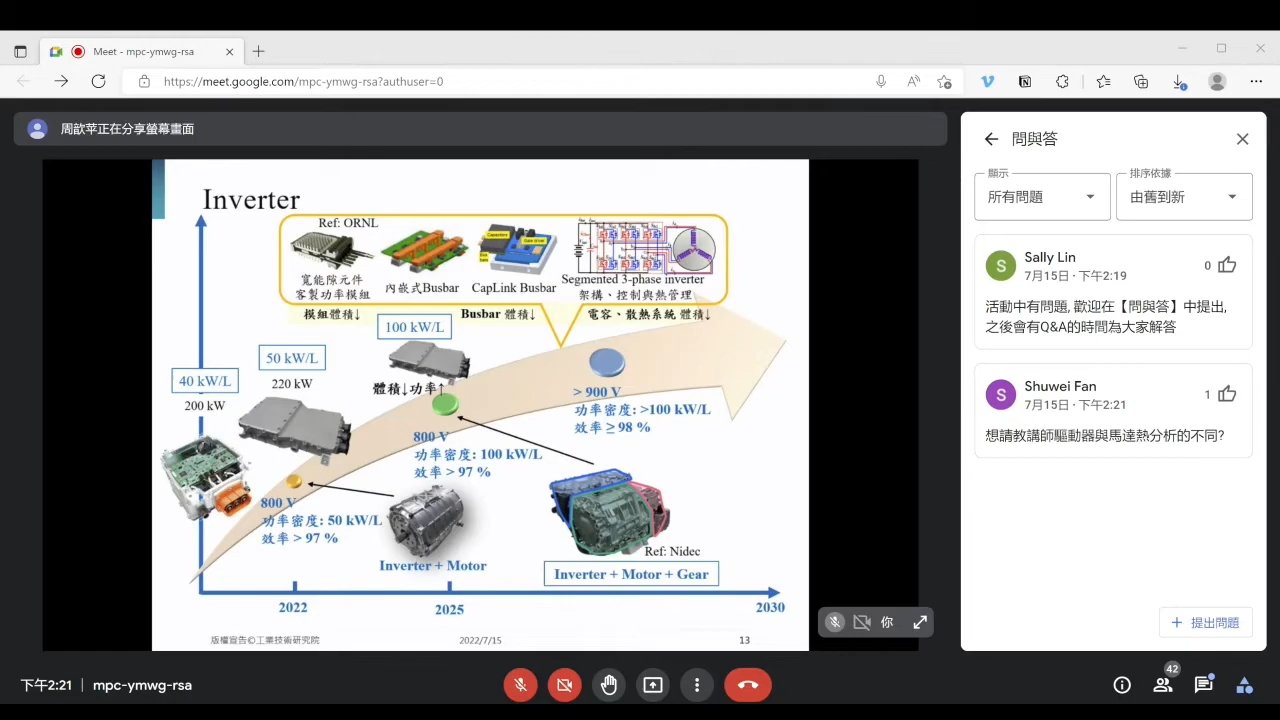 Meet - mpc-ymwg-rsa
https://meet.google.com/mpc-ymwg-rsa?authuser=0
周歆苹正在分享螢幕畫面
Inverter
Ref: ORNL
Capacitors
Gate driver
寬能隙元件
客製功率模組
內嵌式Busbar
CapLink Busbar
Segmented 3-phase inverter
架構、控制與熱管理
模組體積↓
Busbar 體積↓
電容、散熱系統 體積↓
100 kW/L
50 kW/L
220 kW
40 kW/L
200 kW
體積↓功率↑
> 900 V
功率密度: >100 kW/L
效率 ≥ 98 %
800 V
功率密度: 100 kW/L
效率 > 97 %
800 V
功率密度: 50 kW/L
效率 > 97 %
Inverter + Motor
Ref: Nidec
Inverter + Motor + Gear
2022
2025
2030
版權宣告©工業技術研究院
2022/7/15
13
你
問與答
顯示
所有問題
排序依據
由舊到新
S
Sally Lin
7月15日 · 下午2:19
0
活動中有問題, 歡迎在【問與答】中提出,
之後會有Q&A的時間為大家解答
S
Shuwei Fan
7月15日 · 下午2:21
1
想請教講師驅動器與馬達熱分析的不同?
+ 提出問題
下午2:21 | mpc-ymwg-rsa
42